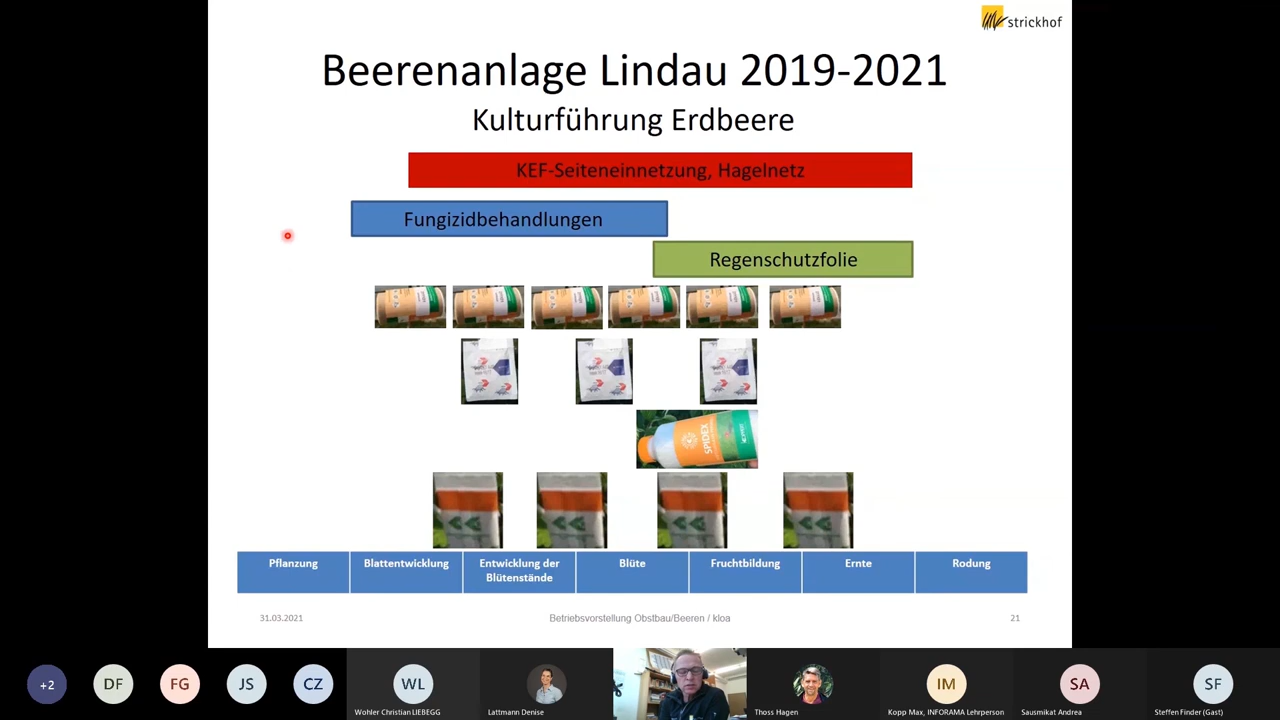 strickhof
Beerenanlage Lindau 2019-2021
Kulturführung Erdbeere
KEF-Seiteneinnetzung, Hagelnetz
Fungizidbehandlungen
Regenschutzfolie
SPIDEX
Pflanzung
Blattentwicklung
Entwicklung der
Blütenstände
Blüte
Fruchtbildung
Ernte
Rodung
31.03.2021
Betriebsvorstellung Obstbau/Beeren / kloa
21
+2
DF
FG
JS
CZ
WL
IM
SA
SF
Wohler Christian LIEBEGG
Lattmann Denise
Thoss Hagen
Kopp Max, INFORAMA Lehrperson
Sausmikat Andrea
Steffen Finder (Gast)